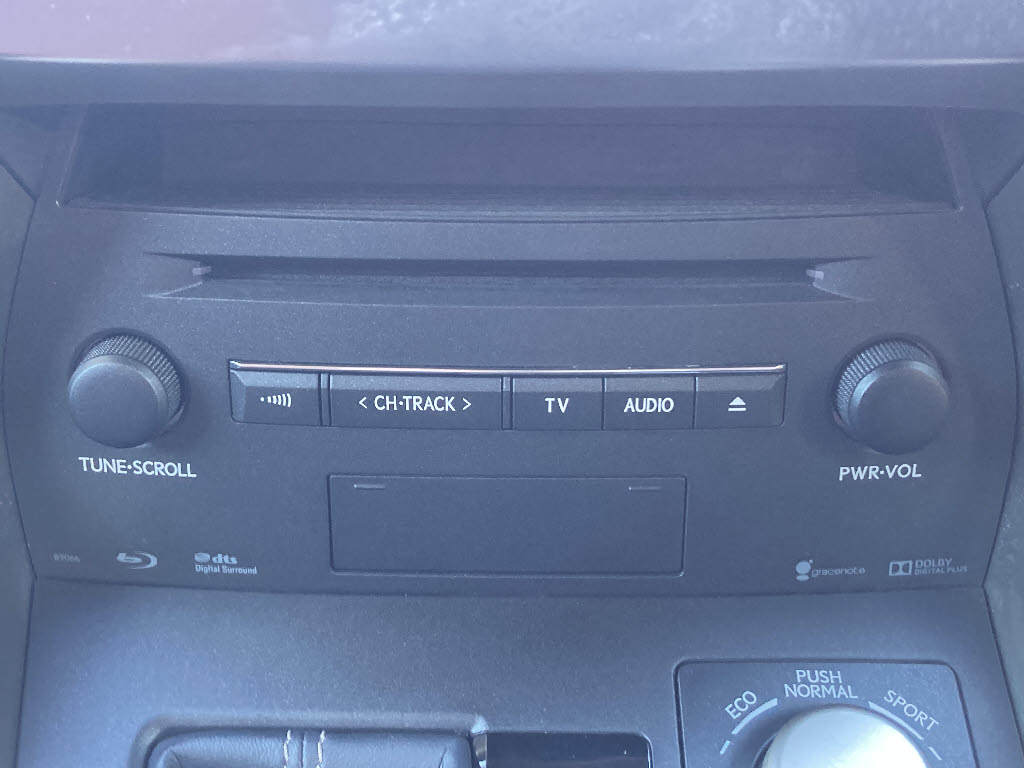 < CH·TRACK >
TV
AUDIO
TUNE·SCROLL
PWR·VOL
dts
Digital Surround
gracenote
DOLBY
DIGITAL PLUS
PUSH
NORMAL
ECO
SPORT